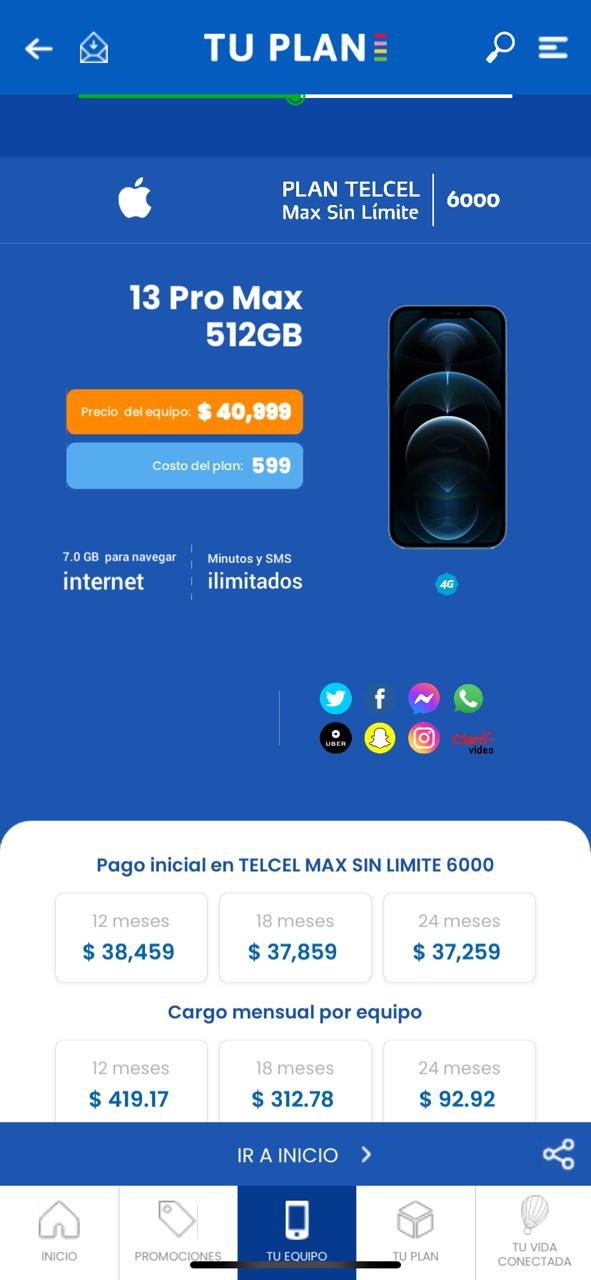 TU PLAN
PLAN TELCEL
Max Sin Límite
6000
13 Pro Max
512GB
Precio del equipo: $ 40,999
Costo del plan: 599
7.0 GB para navegar
internet
Minutos y SMS
ilimitados
4G
UBER
Claro
video
Pago inicial en TELCEL MAX SIN LIMITE 6000
12 meses
18 meses
24 meses
$ 38,459
$ 37,859
$ 37,259
Cargo mensual por equipo
12 meses
18 meses
24 meses
$ 419.17
$ 312.78
$ 92.92
IR A INICIO
INICIO
PROMOCIONES
TU EQUIPO
TU PLAN
TU VIDA
CONECTADA